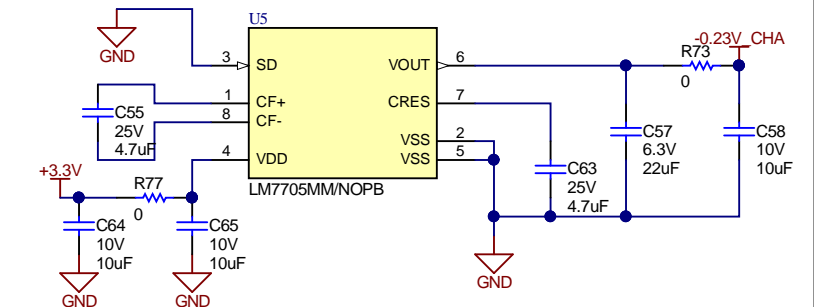 U5
GND
3
SD
VOUT
6
-0.23V_CHA
R73
0
1
CF+
CRES
7
8
CF-
C55
25V
4.7uF
VSS
2
VSS
5
4
VDD
C57
6.3V
22uF
C58
10V
10uF
C63
25V
4.7uF
LM7705MM/NOPB
+3.3V
R77
0
C64
10V
10uF
C65
10V
10uF
GND
GND
GND